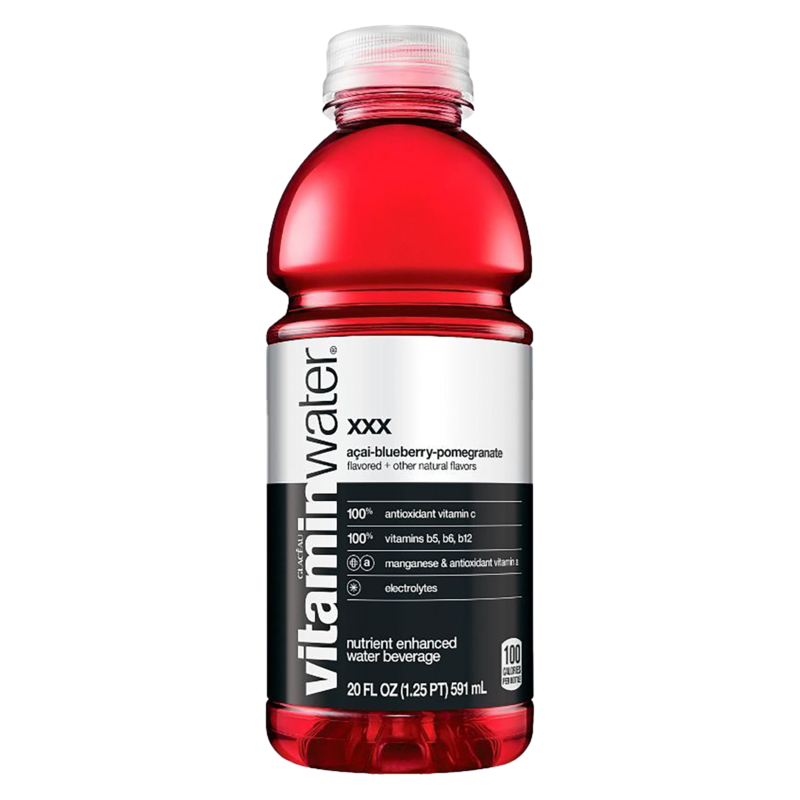 GLACÉAU
vitaminwater®
xxx
açai-blueberry-pomegranate
flavored + other natural flavors
100% antioxidant vitamin c
100% vitamins b5, b6, b12
a manganese & antioxidant vitamin a
electrolytes
nutrient enhanced
water beverage
100
CALORIES
PER BOTTLE
20 FL OZ (1.25 PT) 591 mL